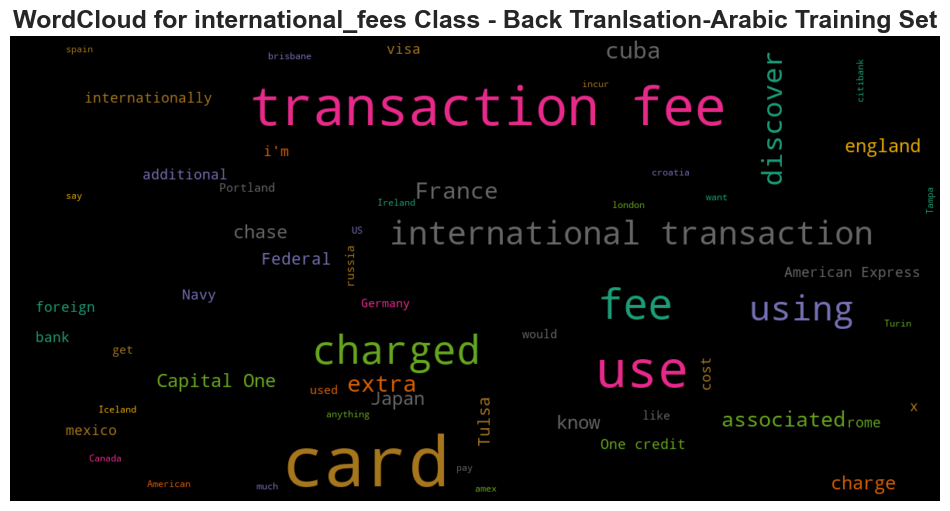 WordCloud for international_fees Class - Back Tranlsation-Arabic Training Set
spain
brisbane
visa
cuba
discover
citibank
incur
internationally
transaction fee
england
i'm
additional
Portland
France
croatia
say
Ireland
london
want
Tampa
chase
US
international transaction
Federal
russia
American Express
Navy
Germany
foreign
fee
using
Turin
bank
would
get
charged
use
cost
Capital One
used
extra
Japan
Tulsa
Iceland
anything
know
like
associated
rome
x
mexico
One credit
card
Canada
pay
American
much
amex
charge